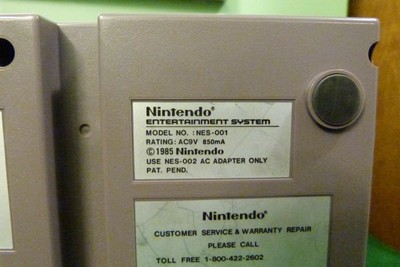 Nintendo®
ENTERTAINMENT SYSTEM
MODEL NO. :NES-001
RATING: AC9V 850mA
©1985 Nintendo
USE NES-002 AC ADAPTER ONLY
PAT. PEND.
Nintendo®
CUSTOMER SERVICE & WARRANTY REPAIR
PLEASE CALL
TOLL FREE 1-800-422-2602